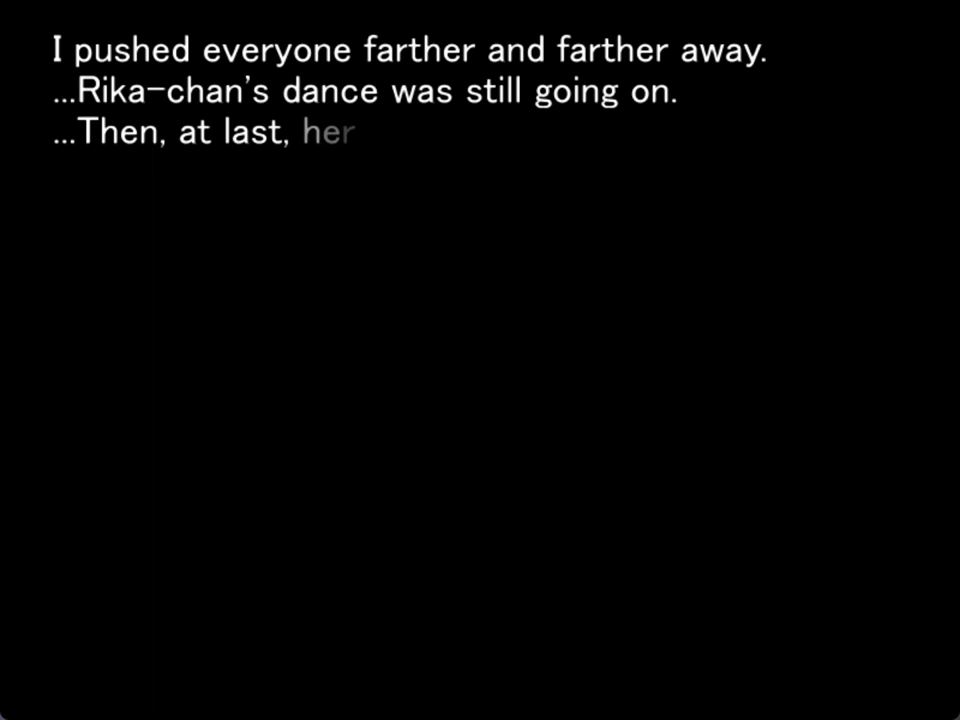 I pushed everyone farther and farther away.
...Rika-chan's dance was still going on.
...Then, at last, her